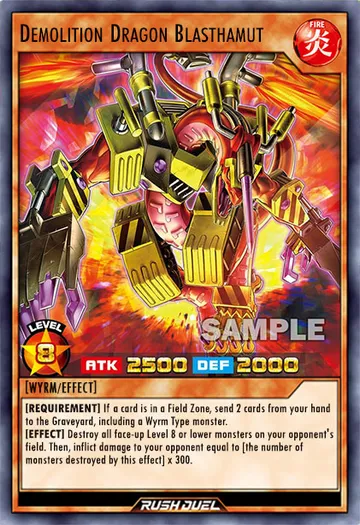 DEMOLITION DRAGON BLASTHAMUT
FIRE
炎
SAMPLE
LEVEL
8
ATK 2500 DEF 2000
[WYRM/EFFECT]
[REQUIREMENT] If a card is in a Field Zone, send 2 cards from your hand
to the Graveyard, including a Wyrm Type monster.
[EFFECT] Destroy all face-up Level 8 or lower monsters on your opponent's
field. Then, inflict damage to your opponent equal to [the number of
monsters destroyed by this effect] x 300.
RUSH DUEL